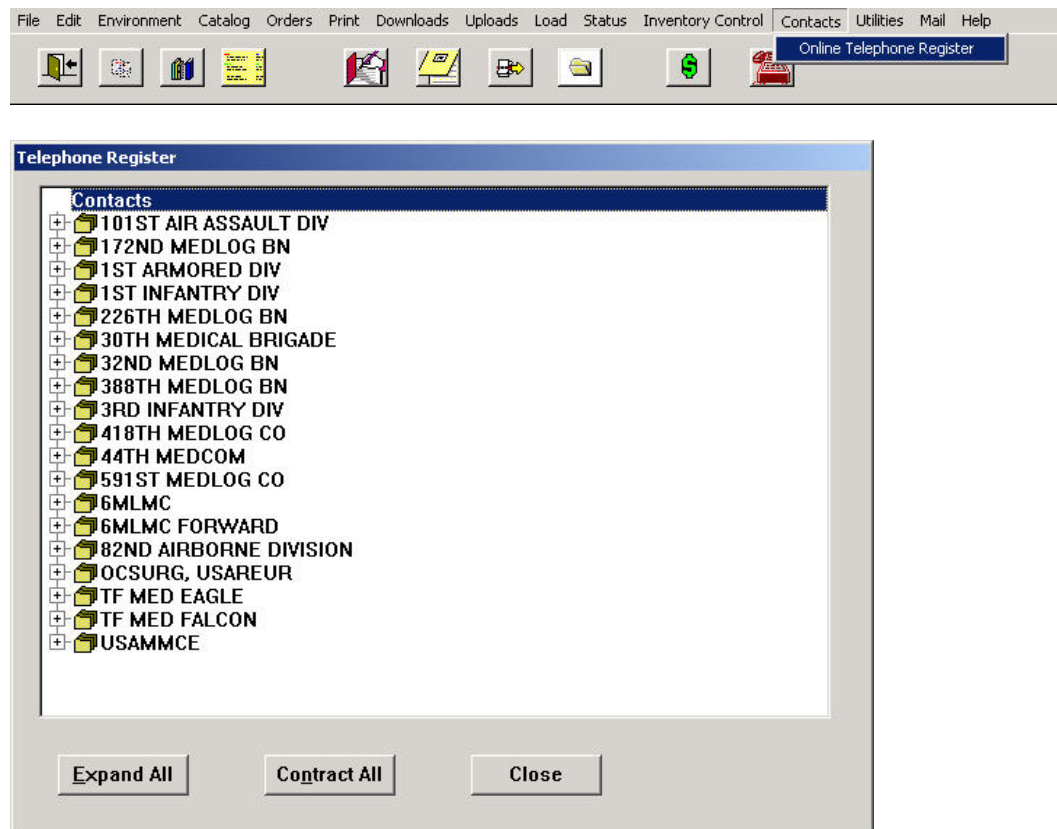 File Edit Environment Catalog Orders Print Downloads Uploads Load Status Inventory Control Contacts Utilities Mail Help
Online Telephone Register
Telephone Register
Contacts
101ST AIR ASSAULT DIV
172ND MEDLOG BN
1ST ARMORED DIV
1ST INFANTRY DIV
226TH MEDLOG BN
30TH MEDICAL BRIGADE
32ND MEDLOG BN
388TH MEDLOG BN
3RD INFANTRY DIV
418TH MEDLOG CO
44TH MEDCOM
591ST MEDLOG CO
6MLMC
6MLMC FORWARD
82ND AIRBORNE DIVISION
OCSURG, USAREUR
TF MED EAGLE
TF MED FALCON
USAMMCE
Expand All Contract All Close